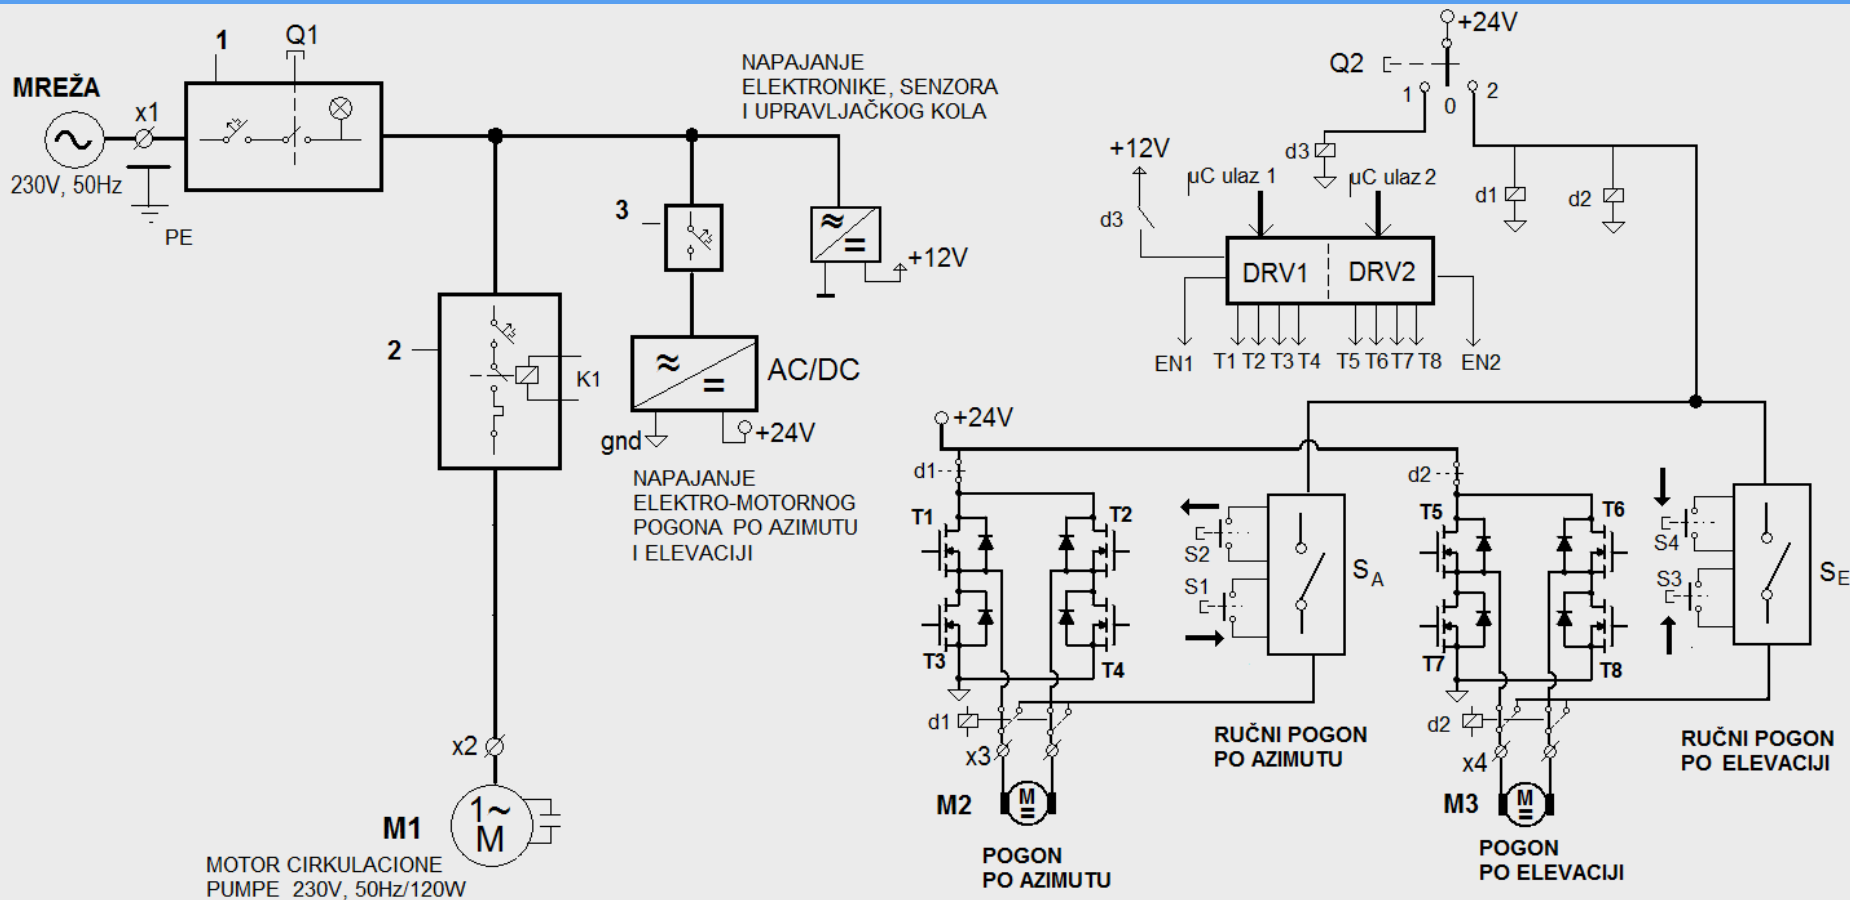 1
Q1
MREŽA
x1
230V, 50Hz
PE
NAPAJANJE
ELEKTRONIKE, SENZORA
I UPRAVLJAČKOG KOLA
3
+12V
2
K1
AC/DC
gnd
+24V
NAPAJANJE
ELEKTRO-MOTORNOG
POGONA PO AZIMUTU
I ELEVACIJI
x2
M1
1~
M
MOTOR CIRKULACIONE
PUMPE 230V, 50Hz/120W
+24V
Q2
1
0
2
d3
+12V
d3
µC ulaz 1
µC ulaz 2
d1
d2
DRV1
DRV2
EN1
T1 T2 T3 T4
T5 T6 T7 T8
EN2
+24V
d1
T1
T2
T3
T4
S2
S1
SA
d1
x3
M2
M
POGON
PO AZIMUTU
RUČNI POGON
PO AZIMUTU
d2
T5
T6
T7
T8
S4
S3
SE
d2
x4
M3
M
POGON
PO ELEVACIJI
RUČNI POGON
PO ELEVACIJI